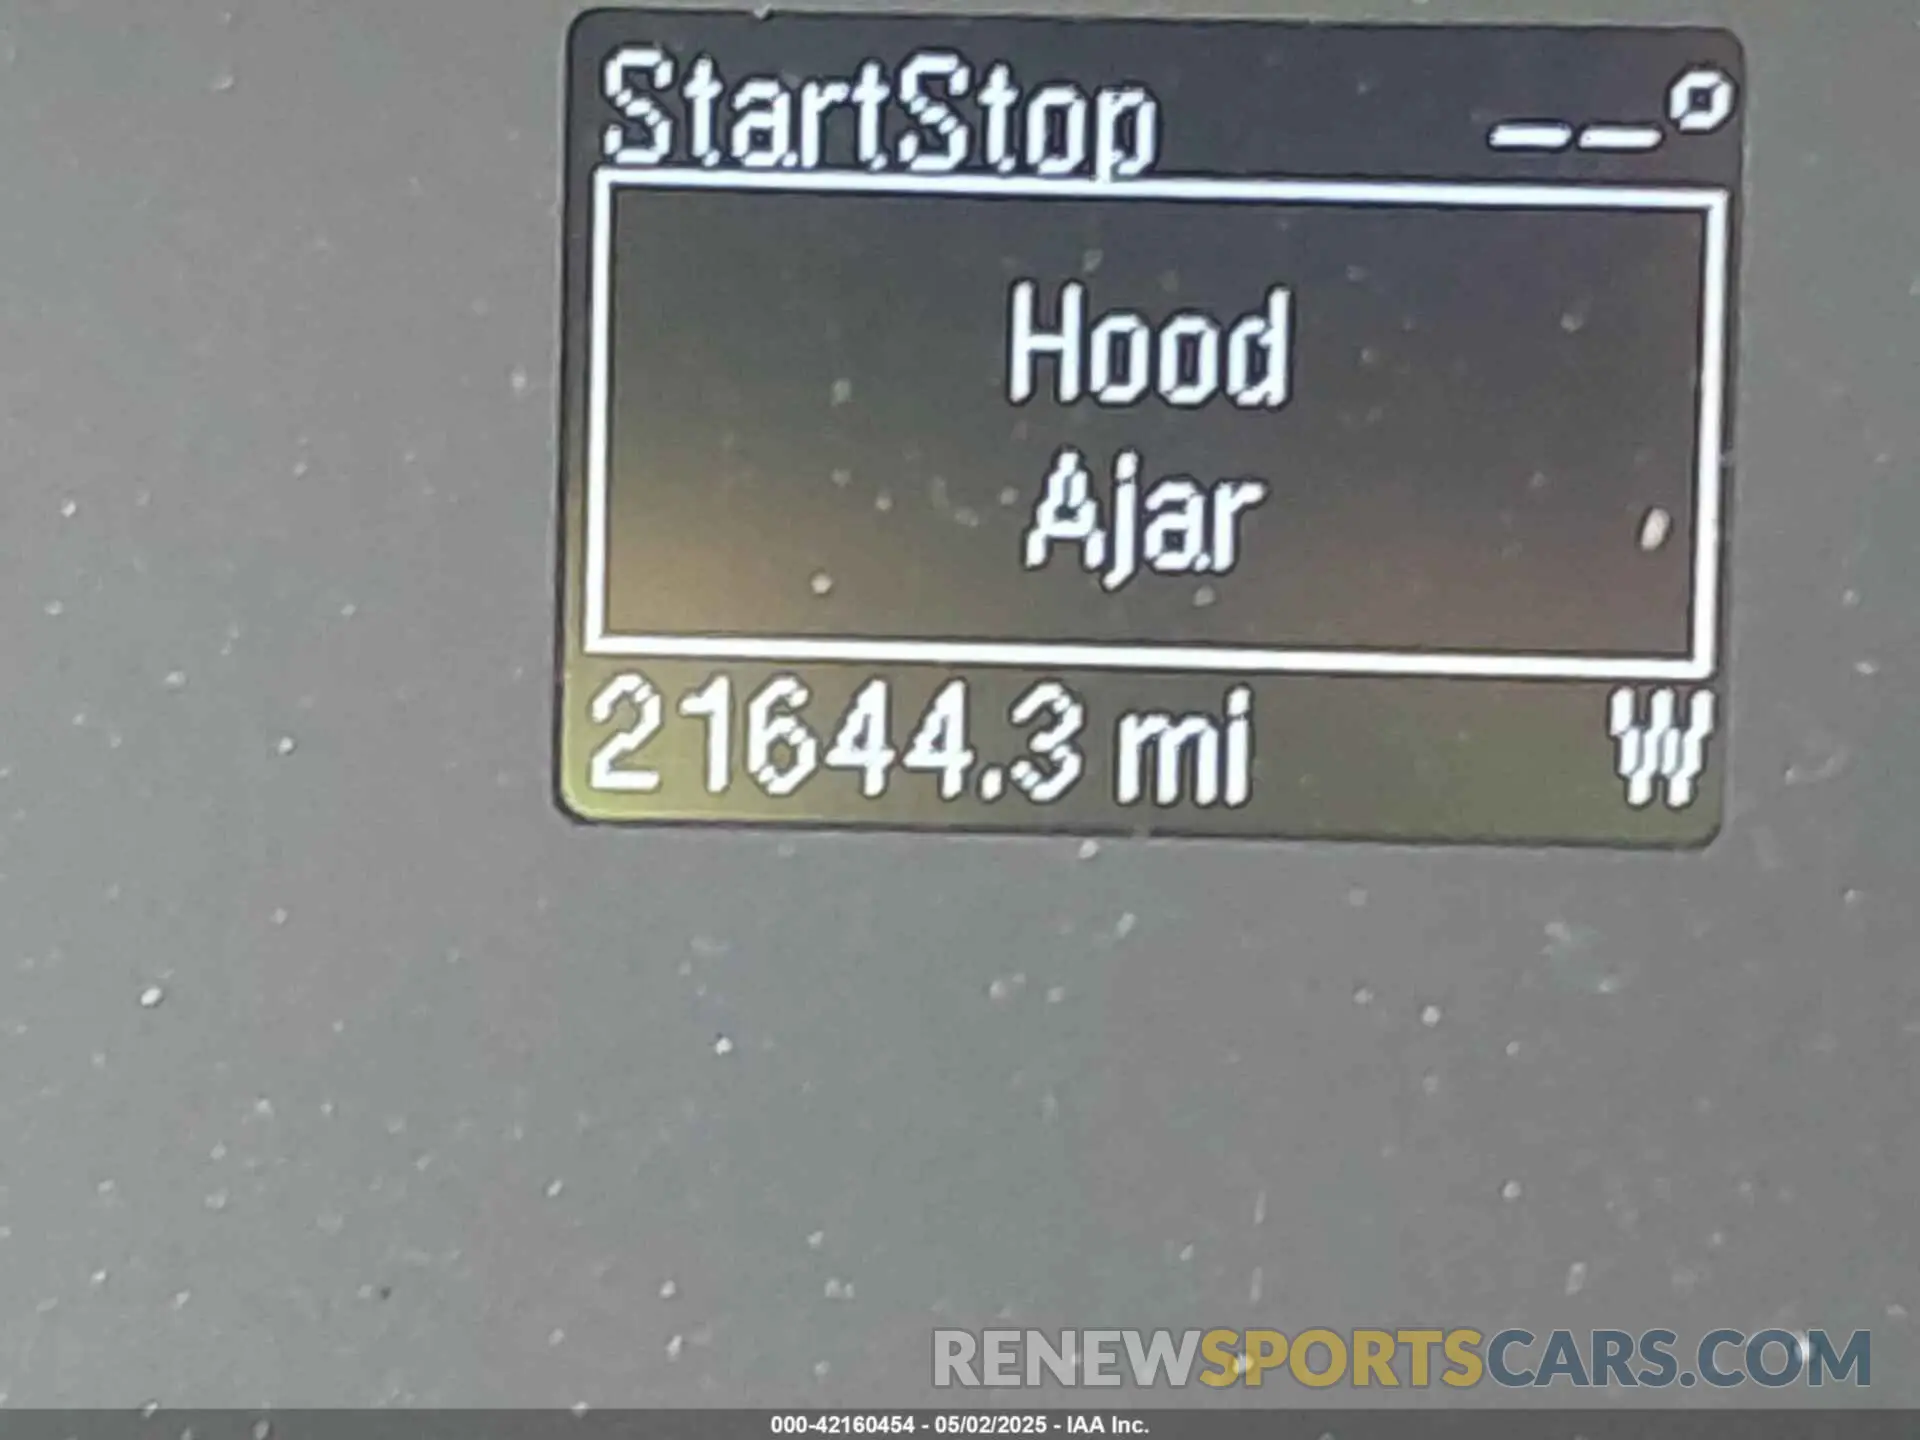 StartStop --°
Hood
Ajar
21644.3 mi W
RENEWSPORTSCARS.COM
000-42160454 - 05/02/2025 - IAA Inc.